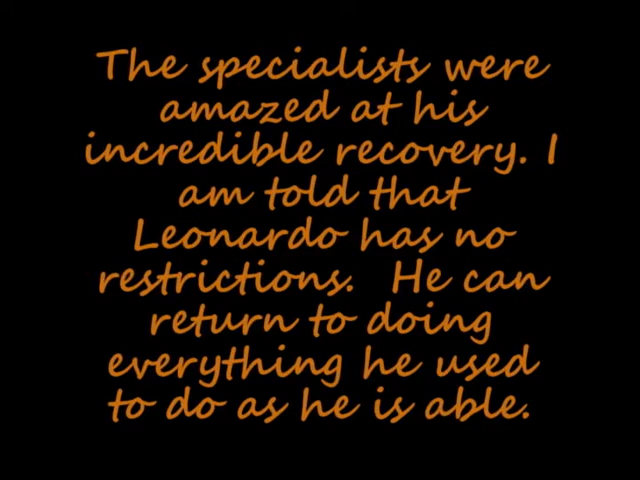 The specialists were
amazed at his
incredible recovery. I
am told that
Leonardo has no
restrictions.  He can
return to doing
everything he used
to do as he is able.